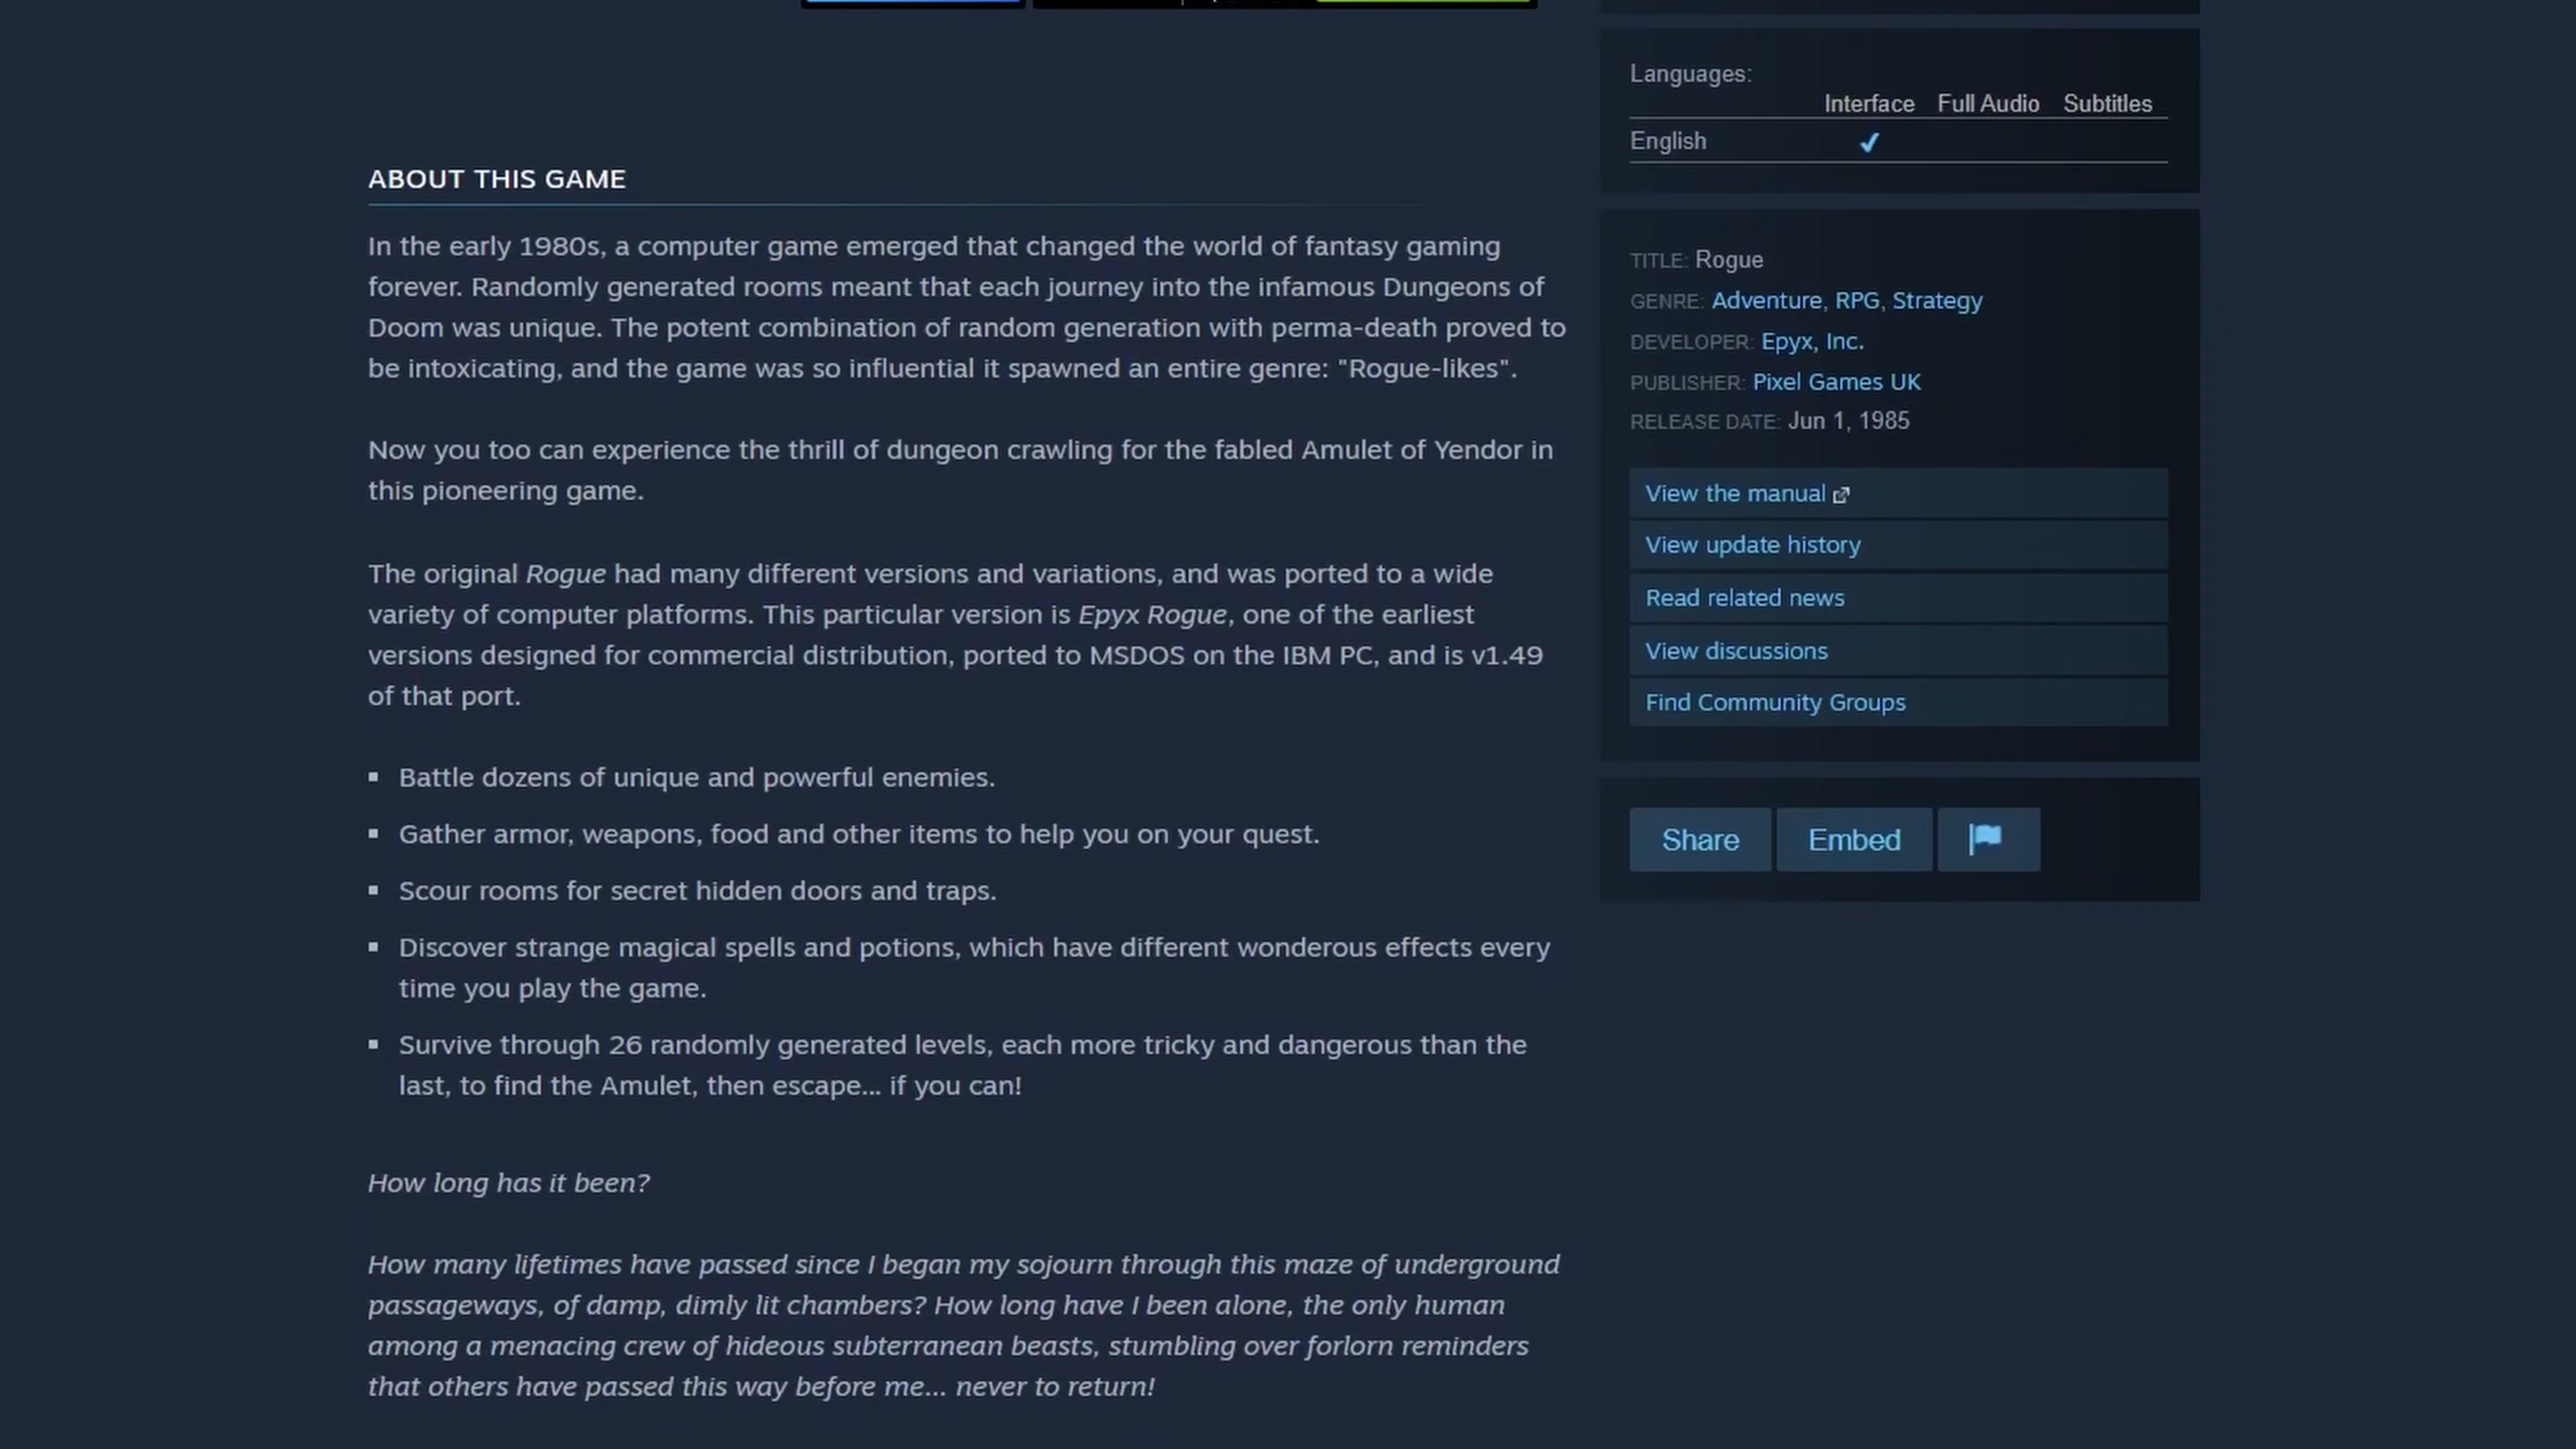 ABOUT THIS GAME
In the early 1980s, a computer game emerged that changed the world of fantasy gaming
forever. Randomly generated rooms meant that each journey into the infamous Dungeons of
Doom was unique. The potent combination of random generation with perma-death proved to
be intoxicating, and the game was so influential it spawned an entire genre: "Rogue-likes".
Now you too can experience the thrill of dungeon crawling for the fabled Amulet of Yendor in
this pioneering game.
The original Rogue had many different versions and variations, and was ported to a wide
variety of computer platforms. This particular version is Epyx Rogue, one of the earliest
versions designed for commercial distribution, ported to MSDOS on the IBM PC, and is v1.49
of that port.
▪ Battle dozens of unique and powerful enemies.
▪ Gather armor, weapons, food and other items to help you on your quest.
▪ Scour rooms for secret hidden doors and traps.
▪ Discover strange magical spells and potions, which have different wonderous effects every
time you play the game.
▪ Survive through 26 randomly generated levels, each more tricky and dangerous than the
last, to find the Amulet, then escape... if you can!
How long has it been?
How many lifetimes have passed since I began my sojourn through this maze of underground
passageways, of damp, dimly lit chambers? How long have I been alone, the only human
among a menacing crew of hideous subterranean beasts, stumbling over forlorn reminders
that others have passed this way before me... never to return!
Languages:
Interface Full Audio Subtitles
English ✔
TITLE: Rogue
GENRE: Adventure, RPG, Strategy
DEVELOPER: Epyx, Inc.
PUBLISHER: Pixel Games UK
RELEASE DATE: Jun 1, 1985
View the manual
View update history
Read related news
View discussions
Find Community Groups
Share Embed